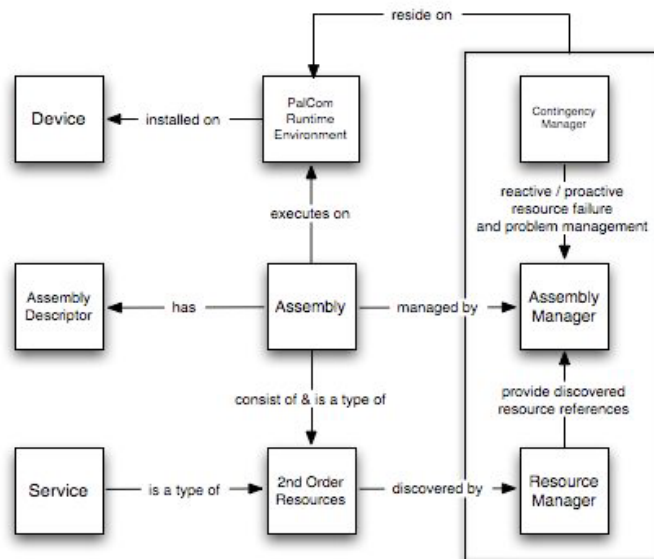 reside on
Device
installed on
PalCom
Runtime
Environment
Contingency
Manager
executes on
reactive / proactive
resource failure
and problem management
Assembly
Descriptor
has
Assembly
managed by
Assembly
Manager
consist of & is a type of
provide discovered
resource references
Service
is a type of
2nd Order
Resources
discovered by
Resource
Manager